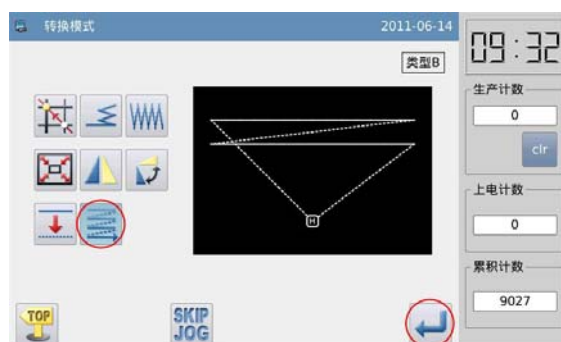 转换模式 2011-06-14
类型B
09:32
生产计数
0
clr
上电计数
0
累积计数
9027
H
TOP
SKIP
JOG